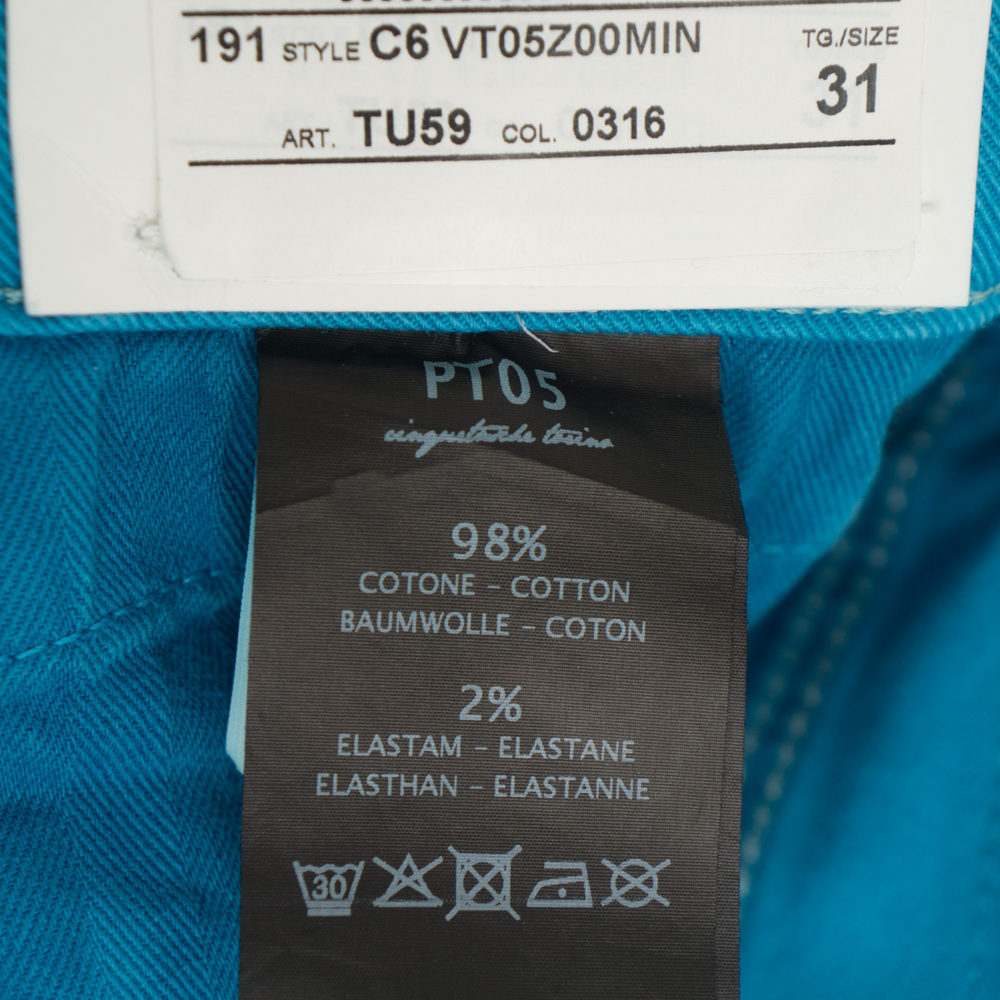 191 STYLE C6 VT05Z00MIN TG./SIZE
31
ART. TU59 COL. 0316
PT05
98%
COTONE - COTTON
BAUMWOLLE - COTON
2%
ELASTAM - ELASTANE
ELASTHAN - ELASTANNE
30